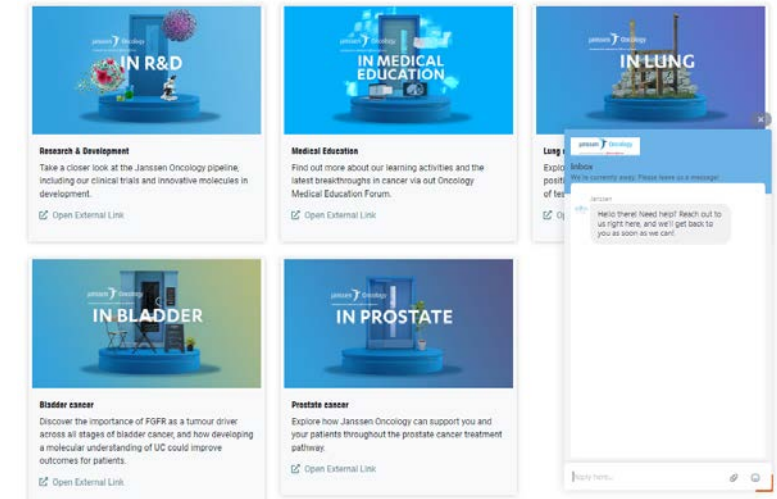 janssen Oncology
IN R&D
Research & Development
Take a closer look at the Janssen Oncology pipeline,
including our clinical trials and innovative molecules in
development.
Open External Link
janssen Oncology
IN MEDICAL
EDUCATION
Medical Education
Find out more about our learning activities and the
latest breakthroughs in cancer via out Oncology
Medical Education Forum.
Open External Link
janssen Oncology
IN LUNG
Lung
Explo
positi
of tes
Op
janssen Oncology
IN BLADDER
Bladder cancer
Discover the importance of FGFR as a tumour driver
across all stages of bladder cancer, and how developing
a molecular understanding of UC could improve
outcomes for patients.
Open External Link
janssen Oncology
IN PROSTATE
Prostate cancer
Explore how Janssen Oncology can support you and
your patients throughout the prostate cancer treatment
pathway.
Open External Link
janssen Oncology
Inbox
We're currently away. Please leave us a message!
Janssen
Hello there! Need help? Reach out to
us right here, and we'll get back to
you as soon as we can!
Reply here...